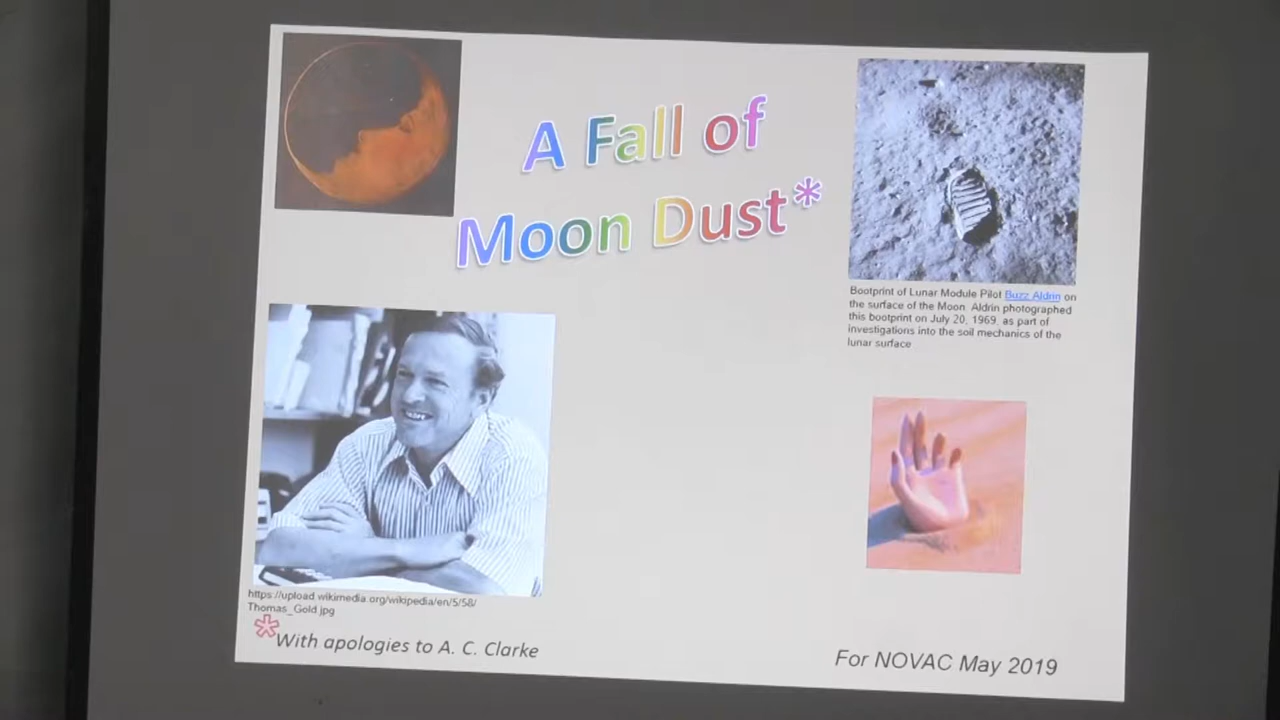 A Fall of
Moon Dust*
Bootprint of Lunar Module Pilot Buzz Aldrin on
the surface of the Moon Aldrin photographed
this bootprint on July 20, 1969, as part of
investigations into the soil mechanics of the
lunar surface
https://upload.wikimedia.org/wikipedia/en/5/58/
Thomas_Gold.jpg
*With apologies to A. C. Clarke
For NOVAC May 2019